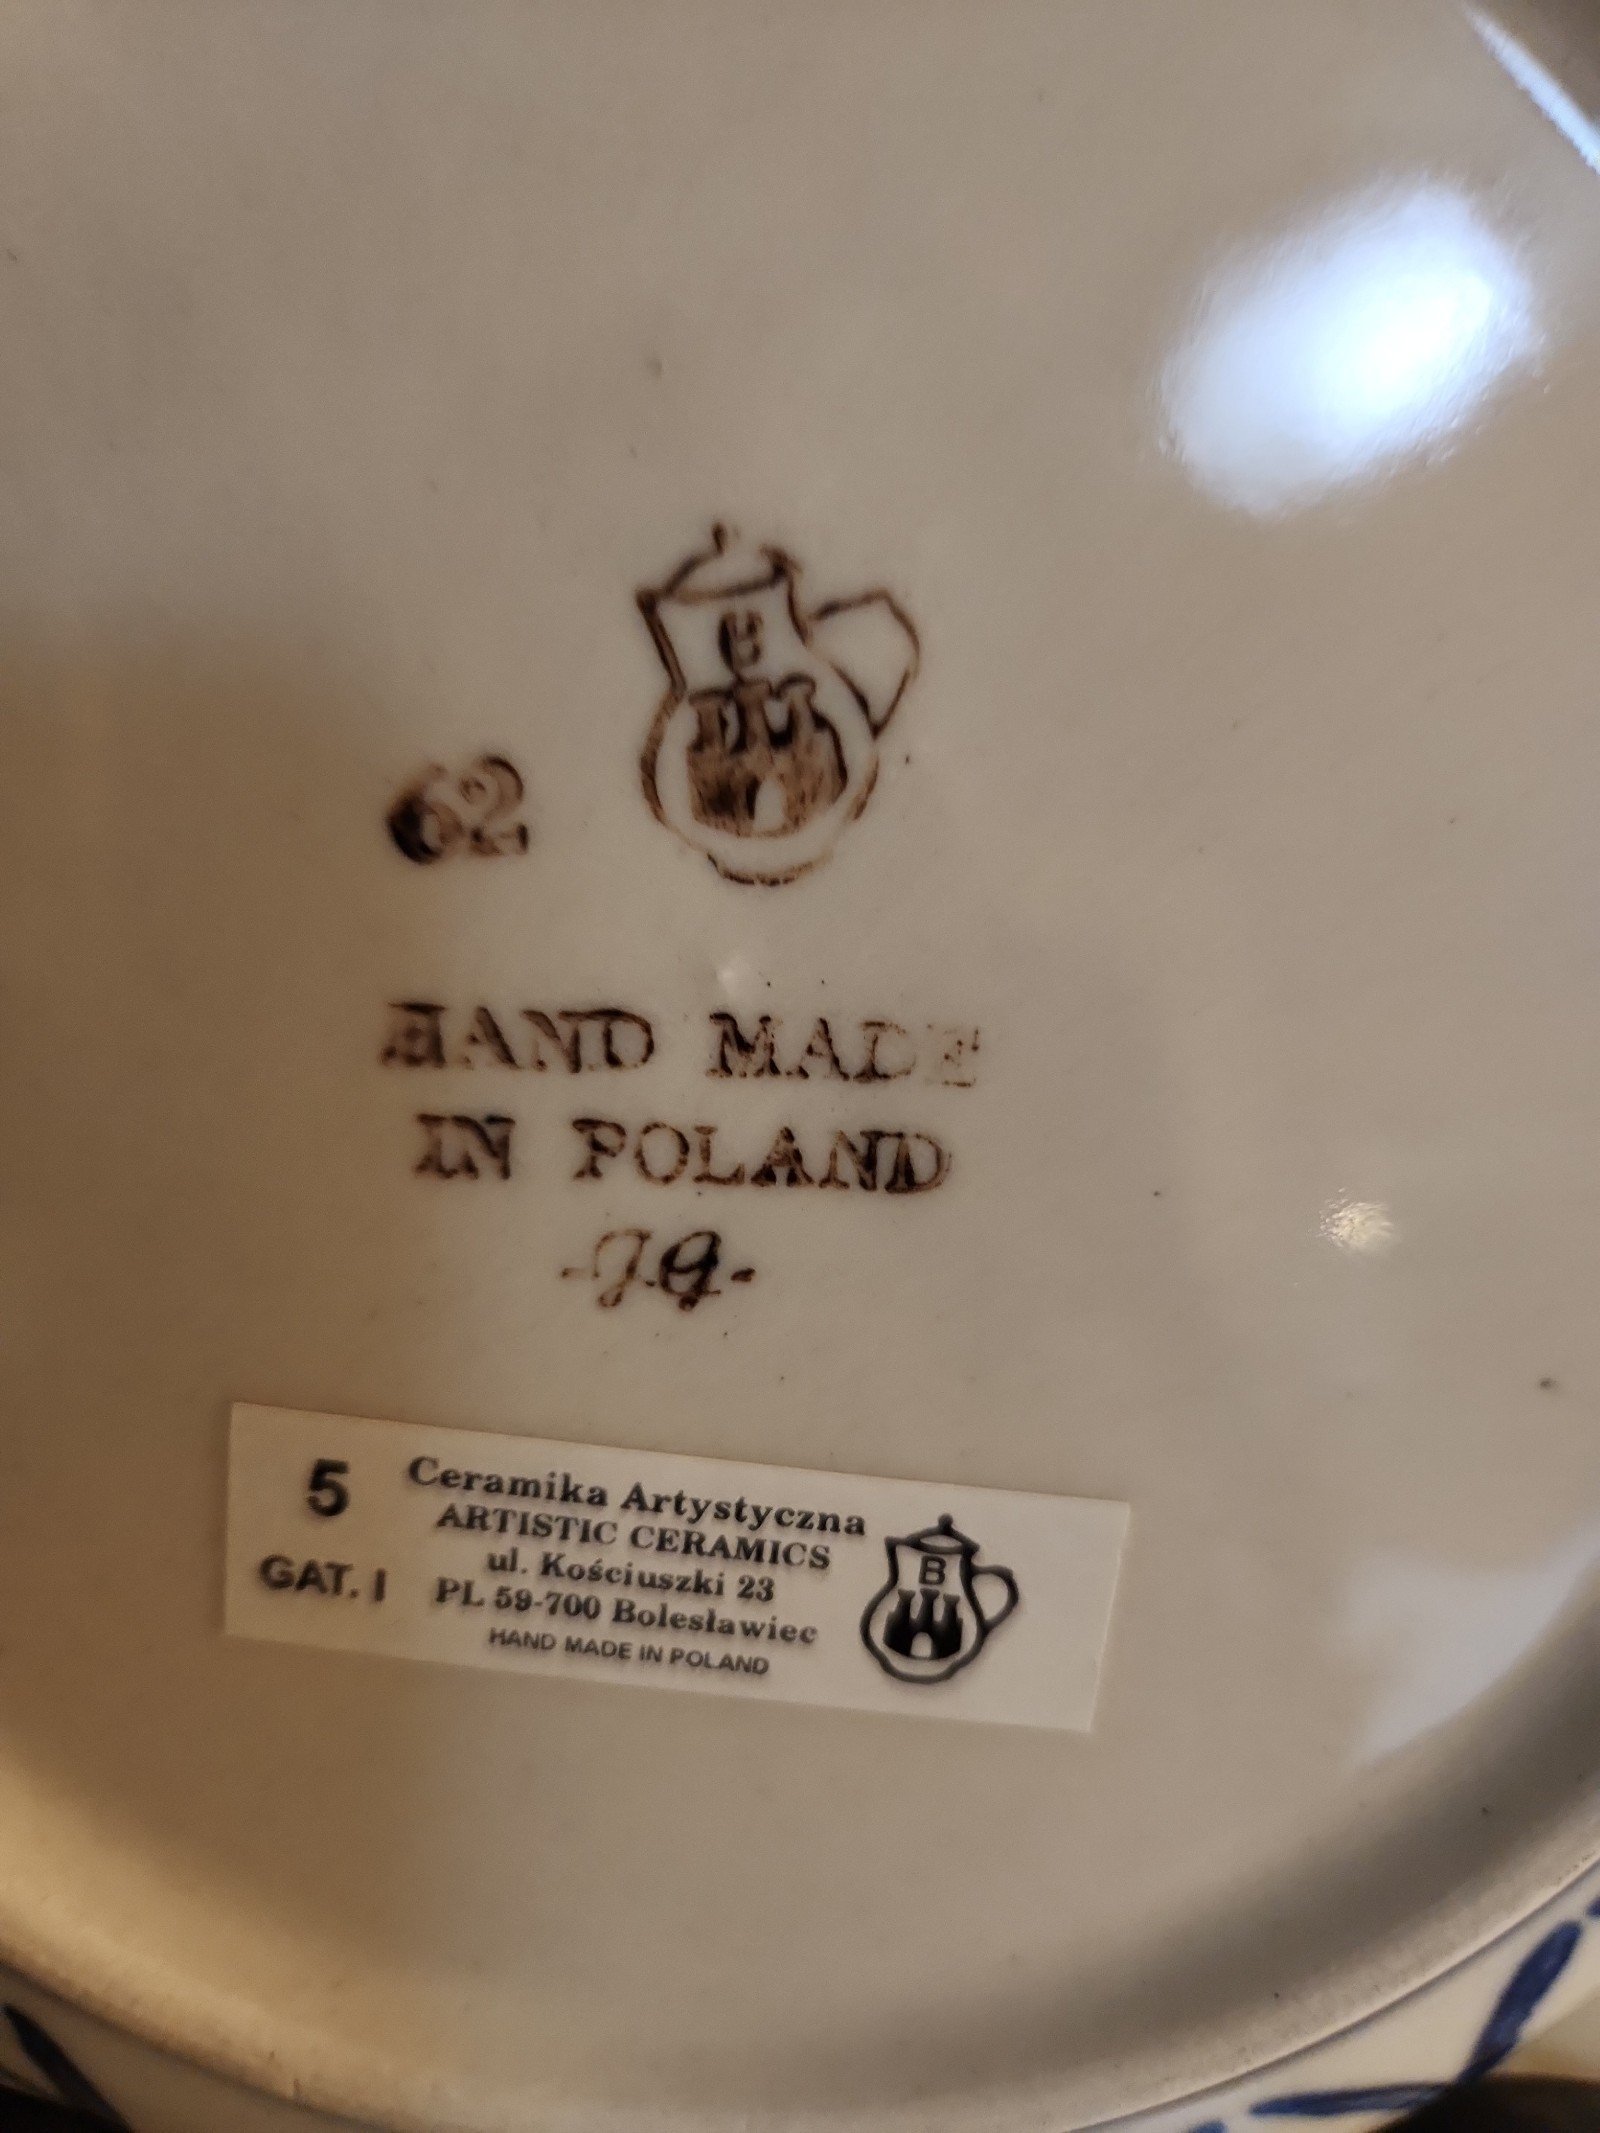 B
62
HAND MADE
IN POLAND
-J.G-
5
GAT. I
Ceramika Artystyczna
ARTISTIC CERAMICS
ul. Kościuszki 23
PL 59-700 Bolesławiec
HAND MADE IN POLAND
B